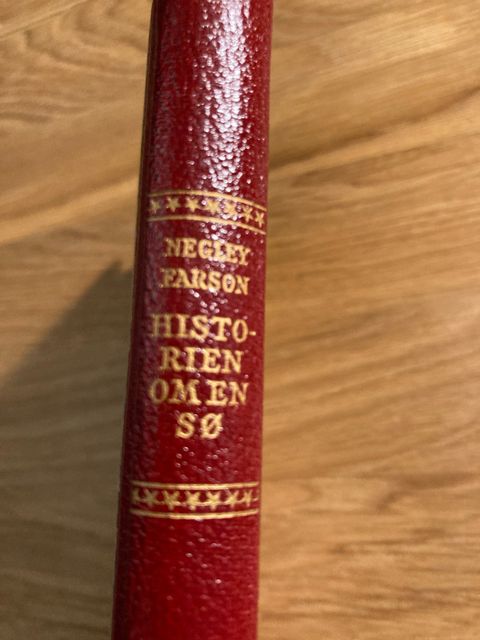 NEGLEY
FARSON
HISTO-
RIEN
OM EN
SØ